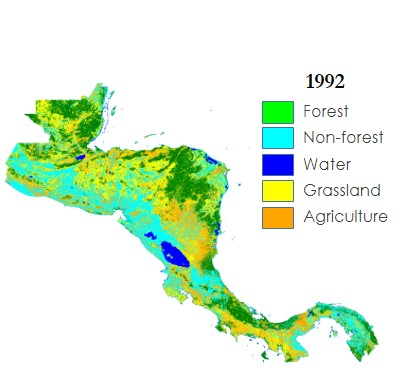 1992
Forest
Non-forest
Water
Grassland
Agriculture